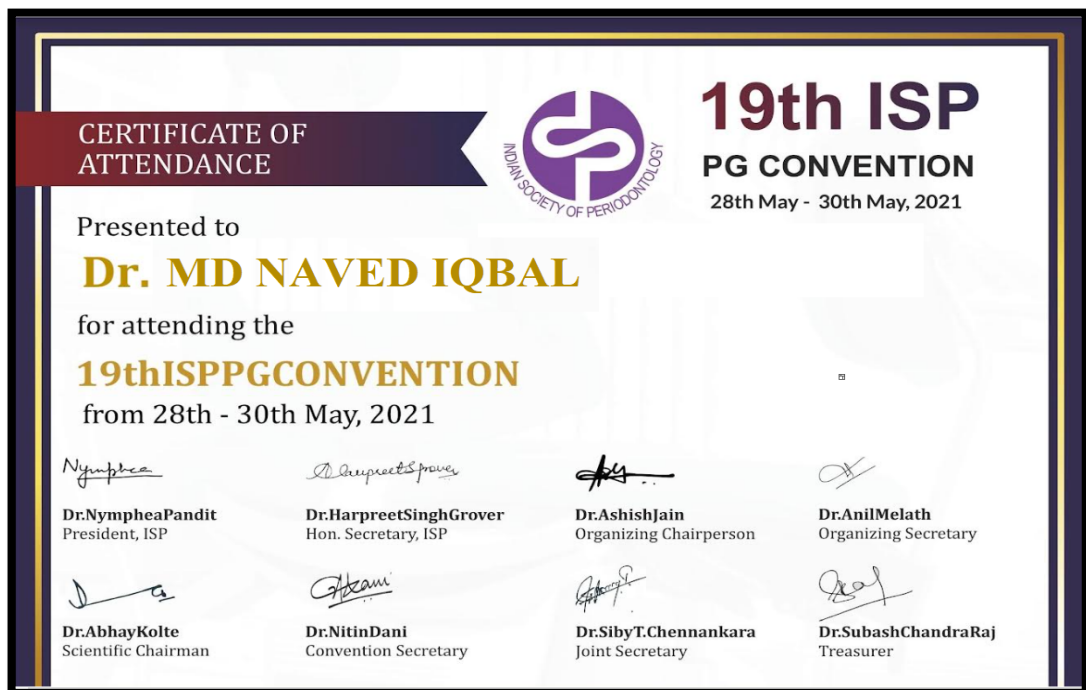 CERTIFICATE OF
ATTENDANCE
INDIAN SOCIETY OF PERIODONTOLOGY
19th ISP
PG CONVENTION
28th May - 30th May, 2021
Presented to
Dr. MD NAVED IQBAL
for attending the
19thISPPGCONVENTION
from 28th - 30th May, 2021
Nymphea
Dr.NympheaPandit
President, ISP
Dr.HarpreetSinghGrover
Hon. Secretary, ISP
Dr.AshishJain
Organizing Chairperson
Dr.AnilMelath
Organizing Secretary
Dr.AbhayKolte
Scientific Chairman
Dr.NitinDani
Convention Secretary
Dr.SibyT.Chennankara
Joint Secretary
Dr.SubashChandraRaj
Treasurer